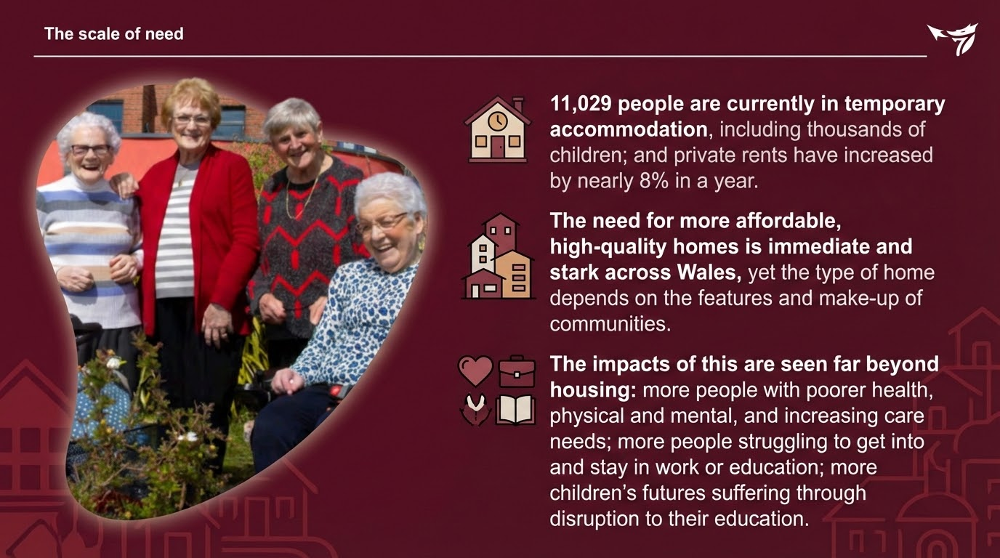 The scale of need
11,029 people are currently in temporary
accommodation, including thousands of
children; and private rents have increased
by nearly 8% in a year.
The need for more affordable,
high-quality homes is immediate and
stark across Wales, yet the type of home
depends on the features and make-up of
communities.
The impacts of this are seen far beyond
housing: more people with poorer health,
physical and mental, and increasing care
needs; more people struggling to get into
and stay in work or education; more
children’s futures suffering through
disruption to their education.